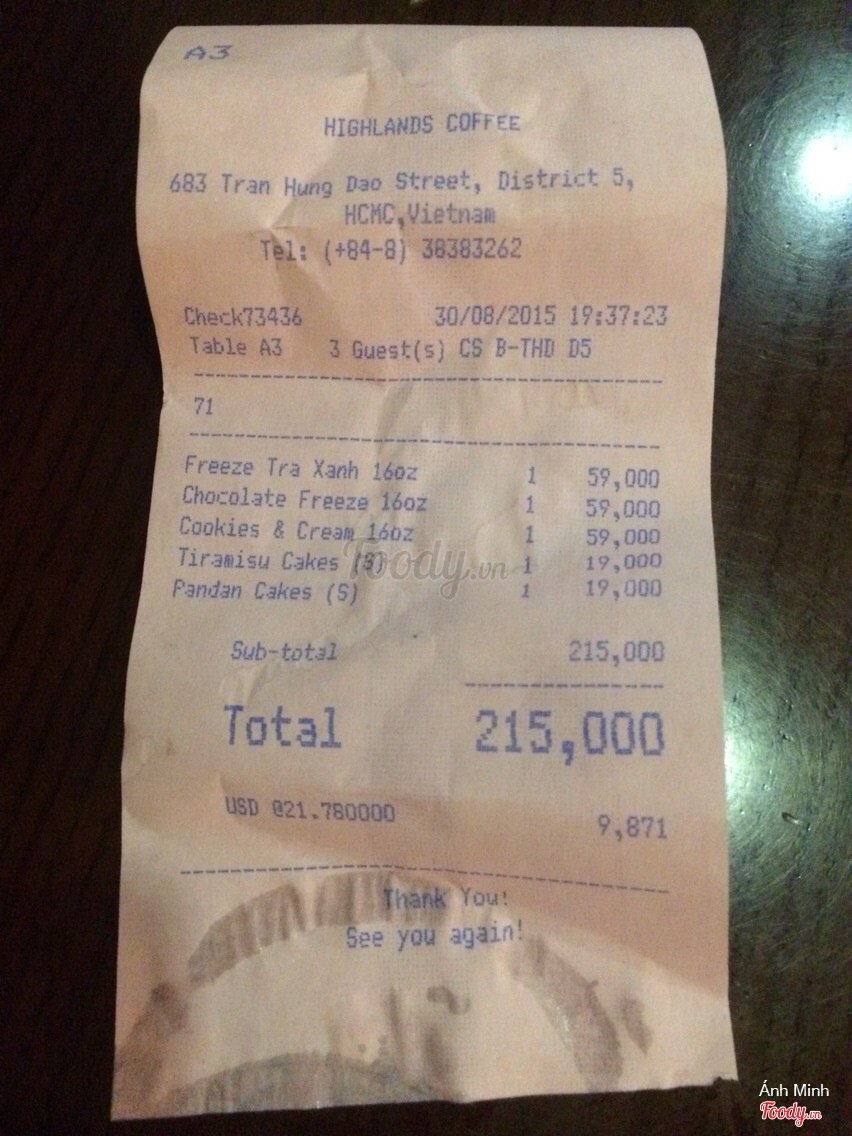 A3
HIGHLANDS COFFEE
683 Tran Hung Dao Street, District 5,
HCMC,Vietnam
Tel: (+84-8) 38383262
Check73436 30/08/2015 19:37:23
Table A3 3 Guest(s) CS B-THD D5
71
Freeze Tra Xanh 16oz 1 59,000
Chocolate Freeze 16oz 1 59,000
Cookies & Cream 16oz 1 59,000
Tiramisu Cakes (S) 1 19,000
Pandan Cakes (S) 1 19,000
Foody.vn
Sub-total 215,000
Total 215,000
USD @21.780000 9,871
Thank You!
See you again!
Ánh Minh
Foody.vn